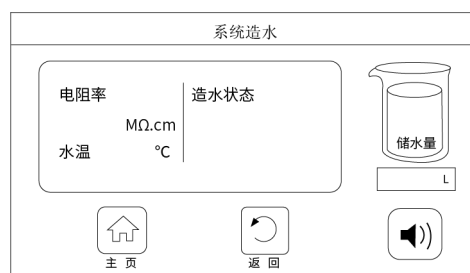 系统造水
电阻率 造水状态
MΩ.cm
水温 ℃
储水量
L
主 页 返 回